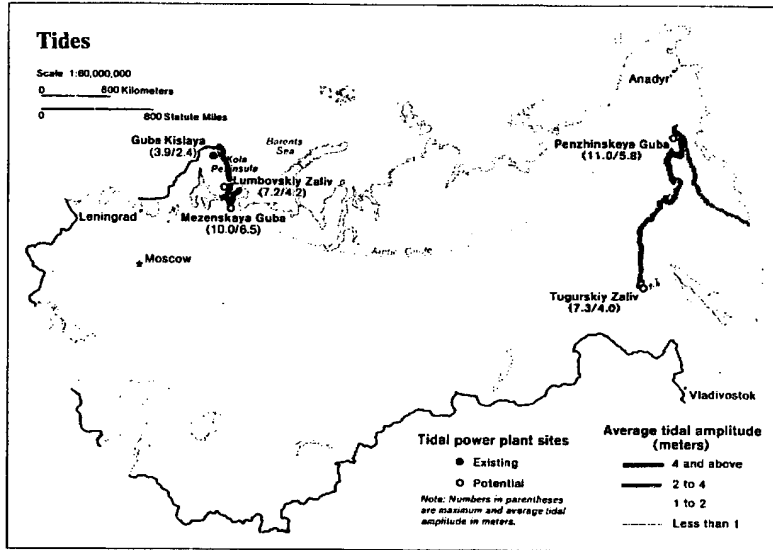 Tides
Scale 1:60,000,000
0 800 Kilometers
0 800 Statute Miles
Anadyr'
Guba Kislaya
(3.9/2.4)
Barents
Sea
Kola
Peninsula
Penzhinskaya Guba
(11.0/5.8)
Lumbovskiy Zaliv
(7.2/4.2)
Leningrad
Mezenskaya Guba
(10.0/6.5)
Arctic Circle
Moscow
Tugurskiy Zaliv
(7.3/4.0)
Vladivostok
Tidal power plant sites
Existing
Potential
Note: Numbers in parentheses
are maximum and average tidal
amplitude in meters.
Average tidal amplitude
(meters)
4 and above
2 to 4
1 to 2
Less than 1